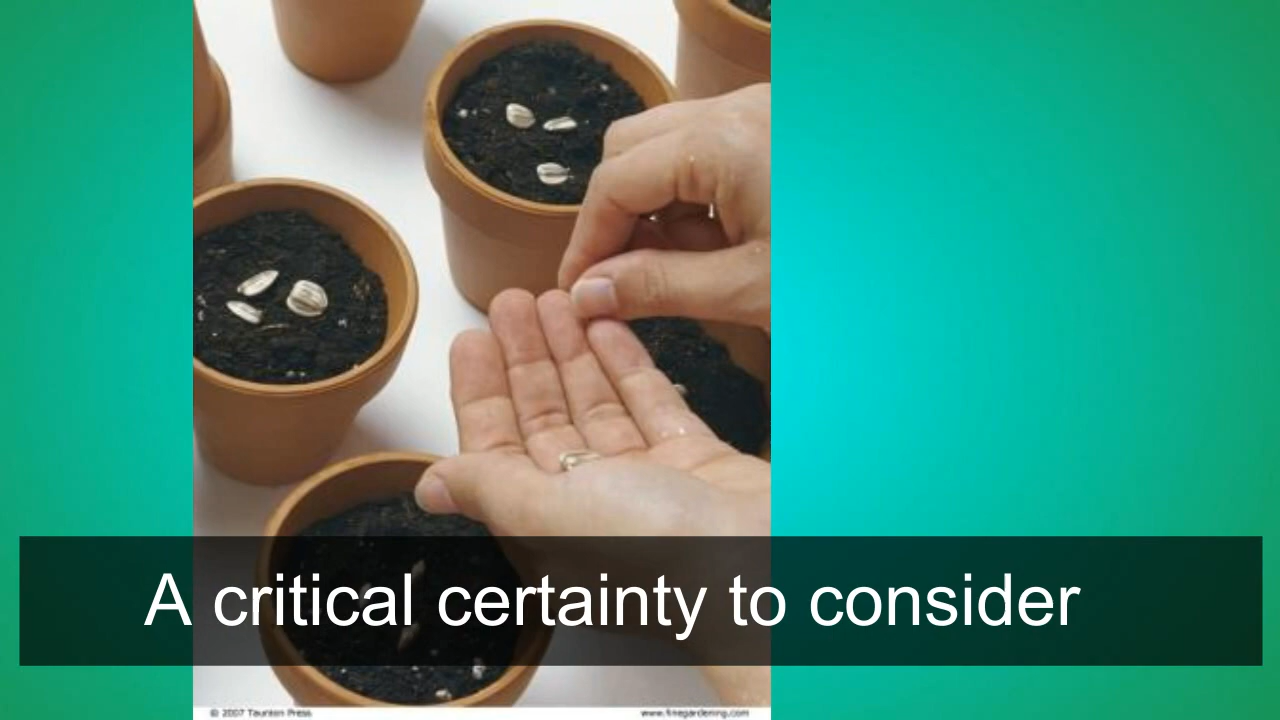 A critical certainty to consider
© 2007 Taunton Press
www.finegardening.com